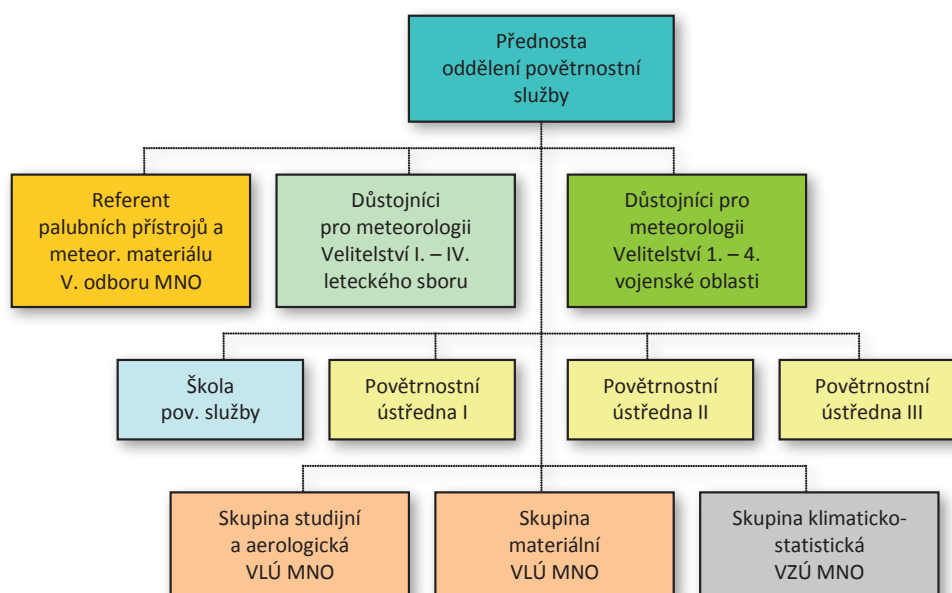 Přednosta
oddělení povětrnostní
služby
Referent
palubních přístrojů a
meteor. materiálu
V. odboru MNO
Důstojníci
pro meteorologii
Velitelství I. – IV.
leteckého sboru
Důstojníci pro
meteorologii
Velitelství 1. – 4.
vojenské oblasti
Škola
pov. služby
Povětrnostní
ústředna I
Povětrnostní
ústředna II
Povětrnostní
ústředna III
Skupina studijní
a aerologická
VLÚ MNO
Skupina
materiální
VLÚ MNO
Skupina klimaticko-
statistická
VZÚ MNO